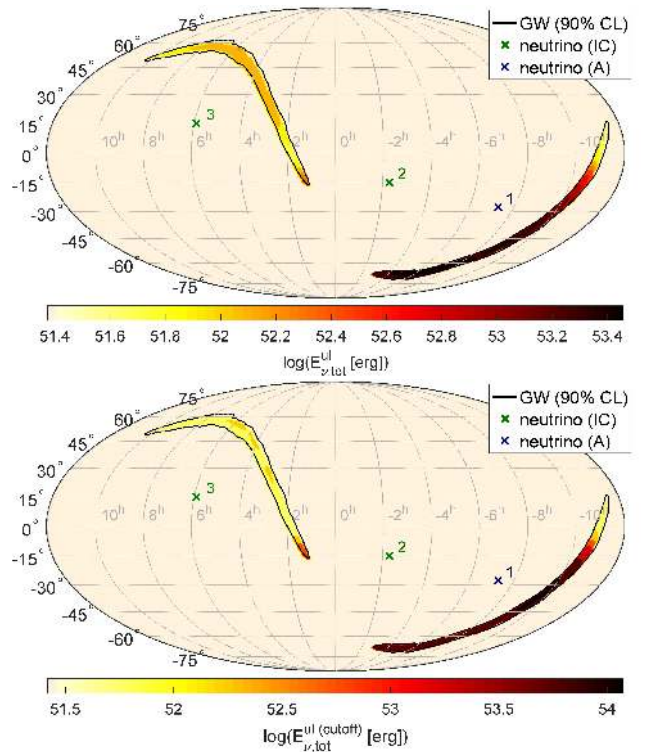 75°
60°
45°
30°
15°
0°
-15°
-30°
-45°
-60°
-75°
10h 8h 6h 4h 2h 0h -2h -4h -6h -8h -10h
3
2
1
GW (90% CL)
neutrino (IC)
neutrino (A)
51.4 51.6 51.8 52 52.2 52.4 52.6 52.8 53 53.2 53.4
log(E ul ν,tot [erg])
75°
60°
45°
30°
15°
0°
-15°
-30°
-45°
-60°
-75°
10h 8h 6h 4h 2h 0h -2h -4h -6h -8h -10h
3
2
1
GW (90% CL)
neutrino (IC)
neutrino (A)
51.5 52 52.5 53 53.5 54
log(E ul (cutoff) ν,tot [erg])